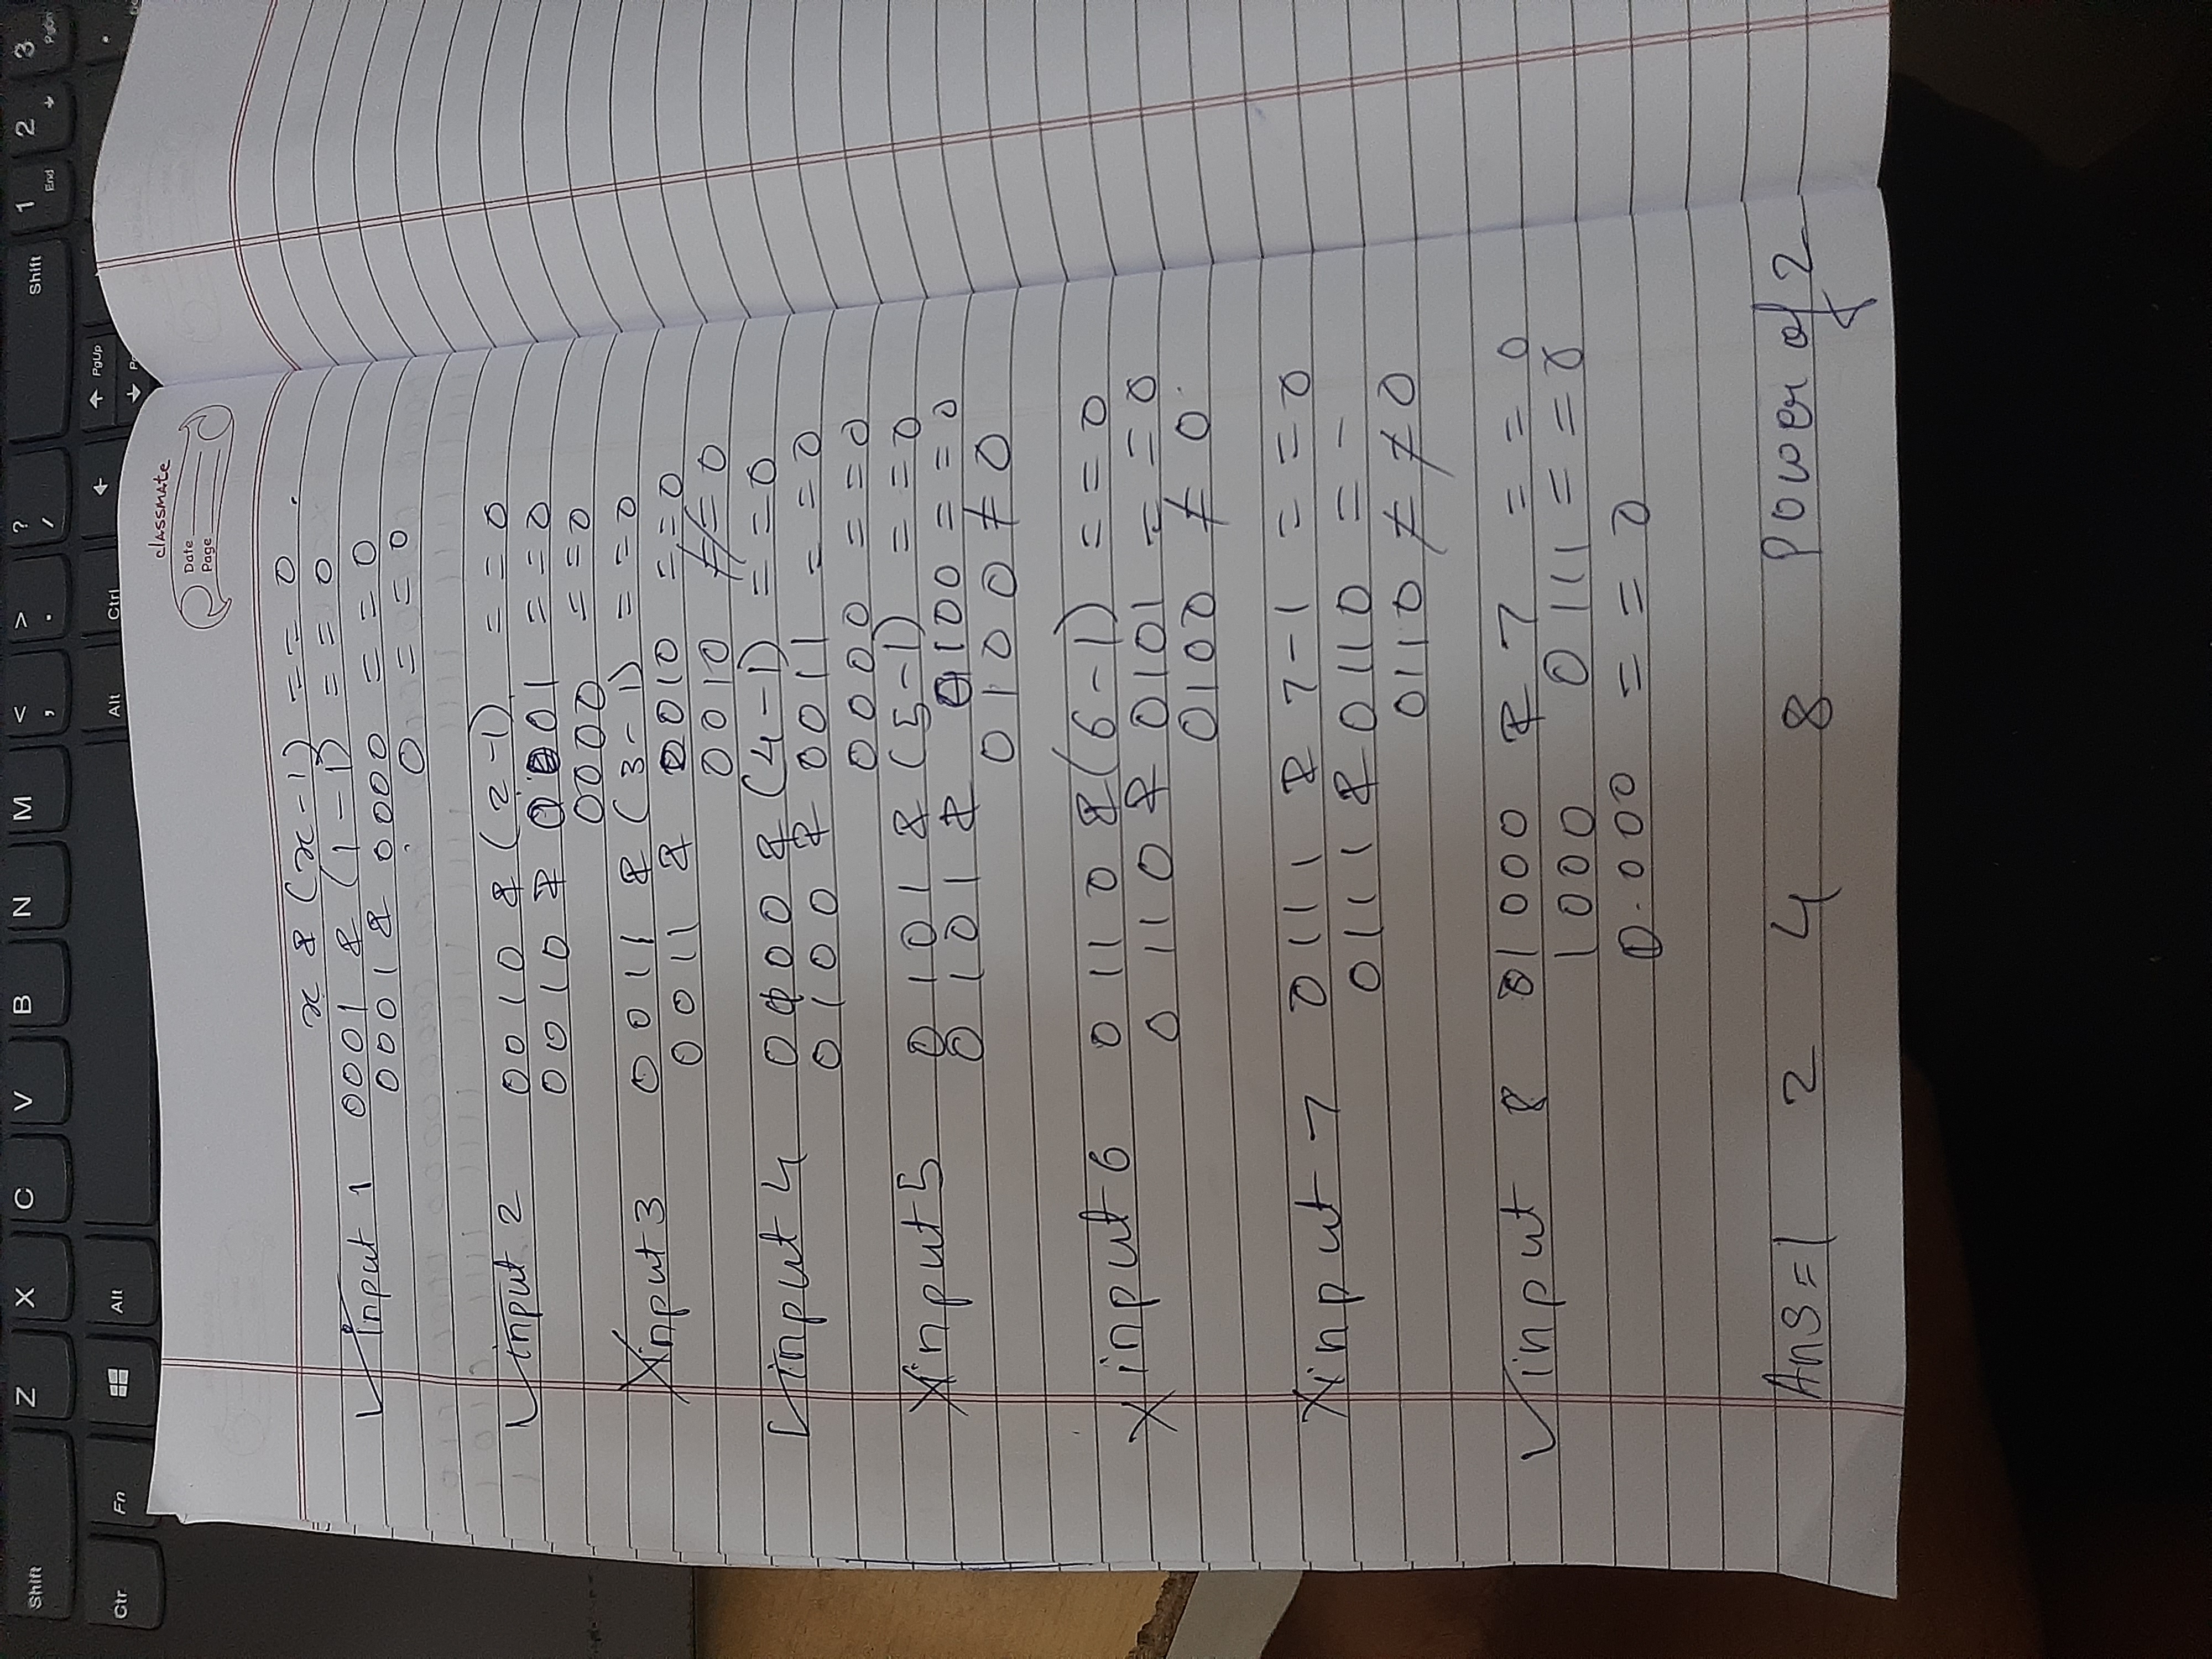 Shift Z X C V B N M < , > . ? / Shift 1 End 2 3 PgDn
Ctr Fn Alt Alt Ctrl PgUp
classmate
Date
Page
x & (x-1) == 0
input 1 0001 & (1-1) == 0
0001 & 0000 == 0
0 == 0
input 2 0010 & (2-1) == 0
0010 & 0001 == 0
0000 == 0
input 3 0011 & (3-1) == 0
0011 & 0010 == 0
0010 ≠= 0
input 4 0100 & (4-1) == 0
0100 & 0011 == 0
0000 == 0
input 5 0101 & (5-1) == 0
0101 & 0100 == 0
0100 ≠ 0
input 6 0110 & (6-1) == 0
0110 & 0101 == 0
0100 ≠ 0
input 7 0111 & 7-1 == 0
0111 & 0110 = -
0110 ≠ ≠ 0
input 8 01000 & 7 == 0
1000 0111 == 0
0.000 == 0
Ans = 1 2 4 8 Power of 2